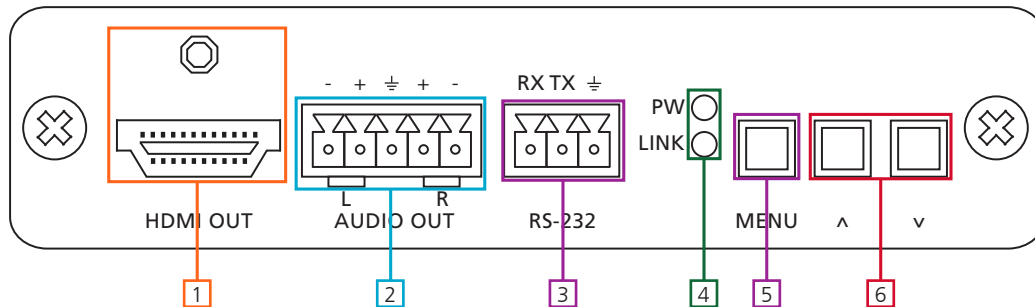 - + ⏚ + -
RX TX ⏚
PW
LINK
L R
HDMI OUT
AUDIO OUT
RS-232
MENU
∧
∨
1
2
3
4
5
6